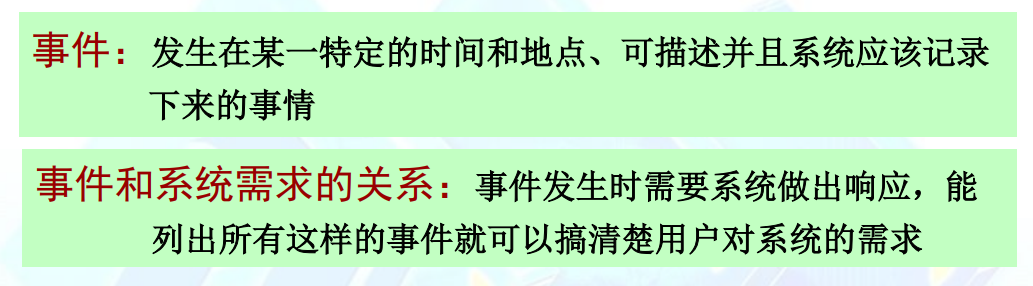 事件：发生在某一特定的时间和地点、可描述并且系统应该记录
下来的事情
事件和系统需求的关系：事件发生时需要系统做出响应，能
列出所有这样的事件就可以搞清楚用户对系统的需求